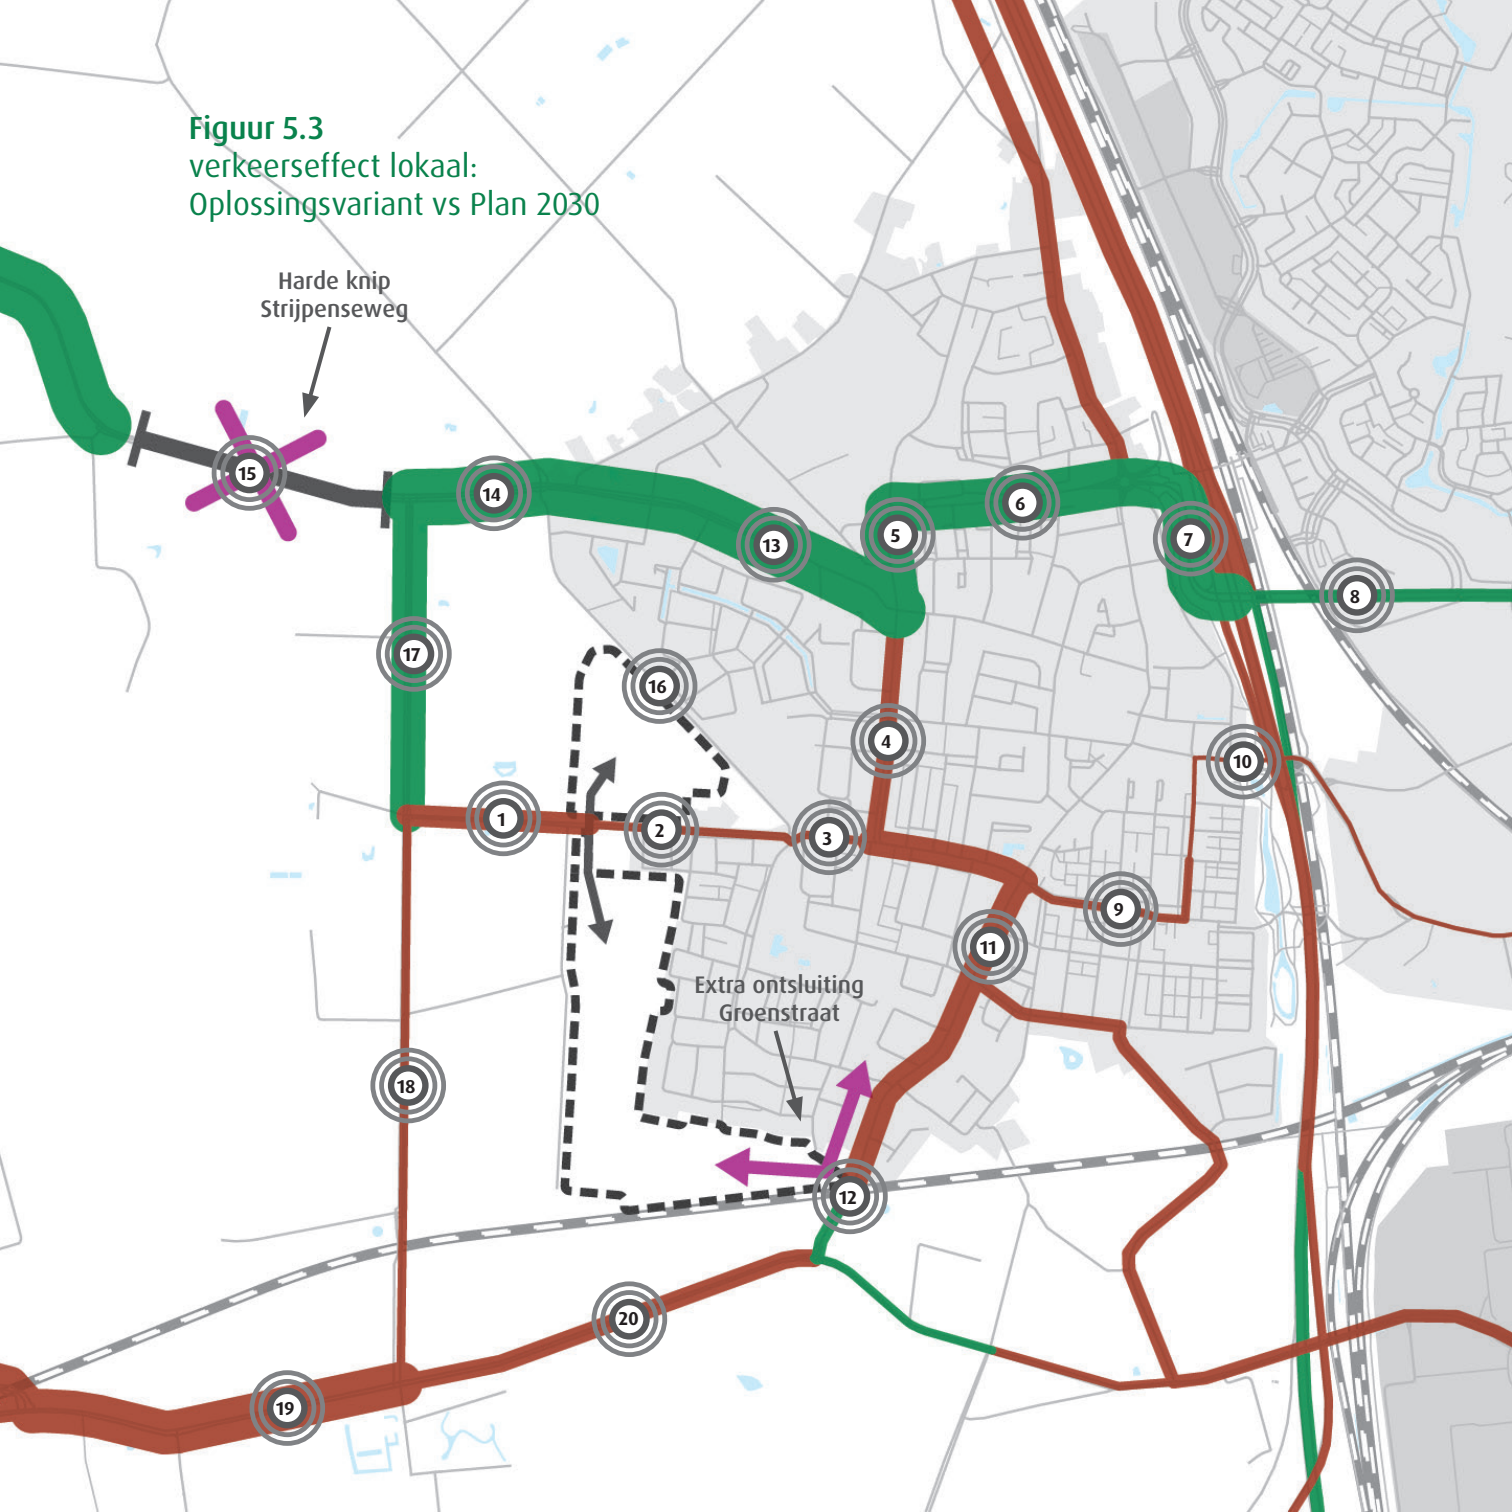 Figuur 5.3
verkeerseffect lokaal:
Oplossingsvariant vs Plan 2030
Harde knip
Strijpenseweg
15
14
13
5
6
7
8
17
16
4
10
1
2
3
9
11
Extra ontsluiting
Groenstraat
18
12
20
19